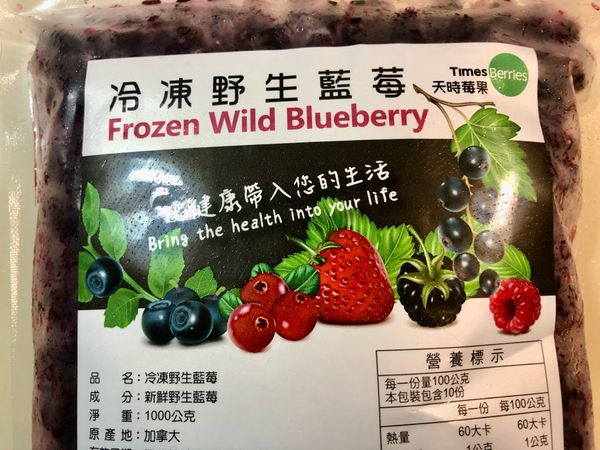 冷凍野生藍莓
Frozen Wild Blueberry
Times Berries
天時莓果
健康帶入您的生活
Bring the health into your life
品 名：冷凍野生藍莓
成 分：新鮮野生藍莓
淨 重：1000公克
原 產 地：加拿大
營養標示
每一份量100公克
本包裝包含10份
每一份 每100公克
熱量 60大卡 60大卡
1公克 1公克